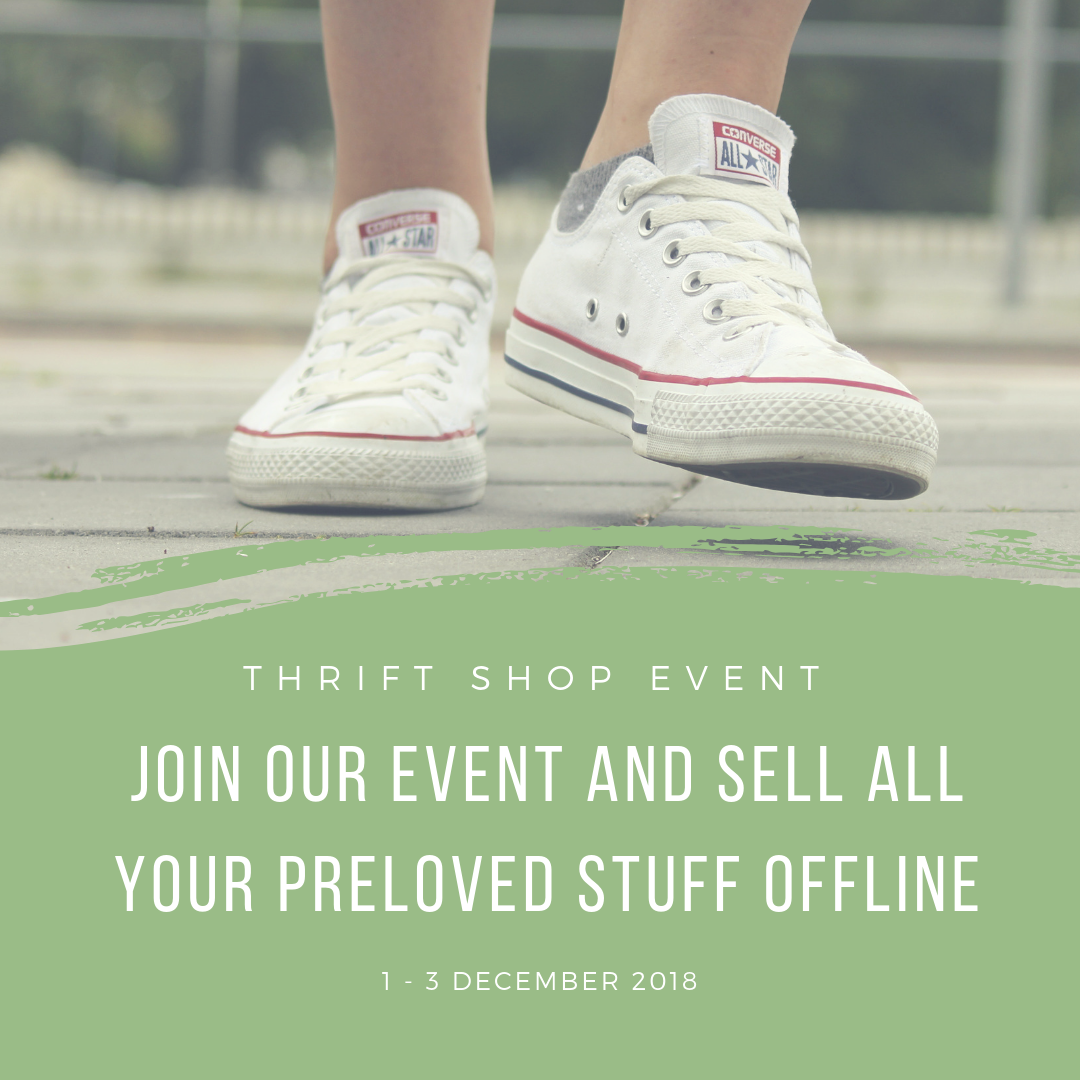 CONVERSE
ALL STAR
CONVERSE
ALL STAR
THRIFT SHOP EVENT
JOIN OUR EVENT AND SELL ALL
YOUR PRELOVED STUFF OFFLINE
1 - 3 DECEMBER 2018